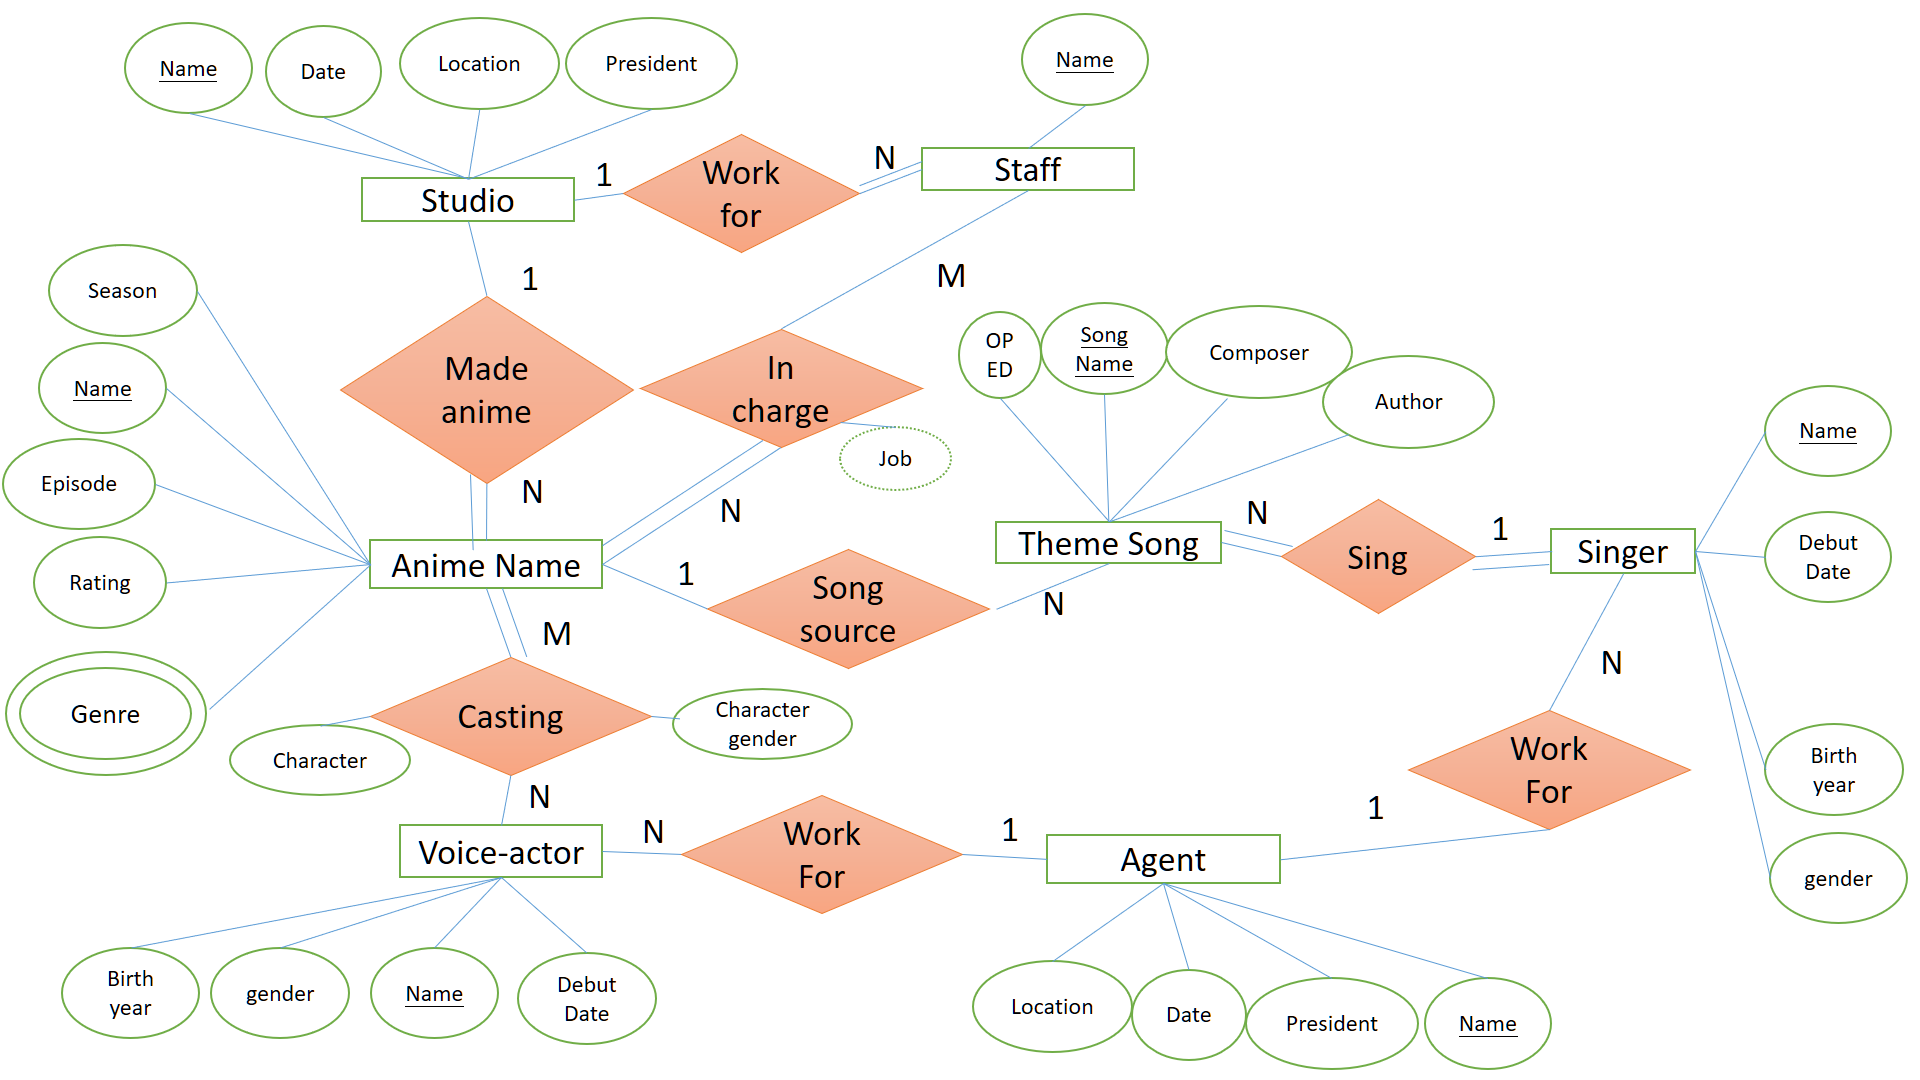 Name
Date
Location
President
Name
Studio
1
Work
for
N
Staff
Season
1
M
Name
Made
anime
In
charge
Job
OP
ED
Song
Name
Composer
Author
Name
Episode
N
N
Anime Name
Theme Song
N
Sing
1
Singer
Debut
Date
Rating
1
Song
source
N
M
N
Genre
Casting
Character
Character
gender
Work
For
Birth
year
N
1
Voice-actor
N
Work
For
1
Agent
gender
Birth
year
gender
Name
Debut
Date
Location
Date
President
Name